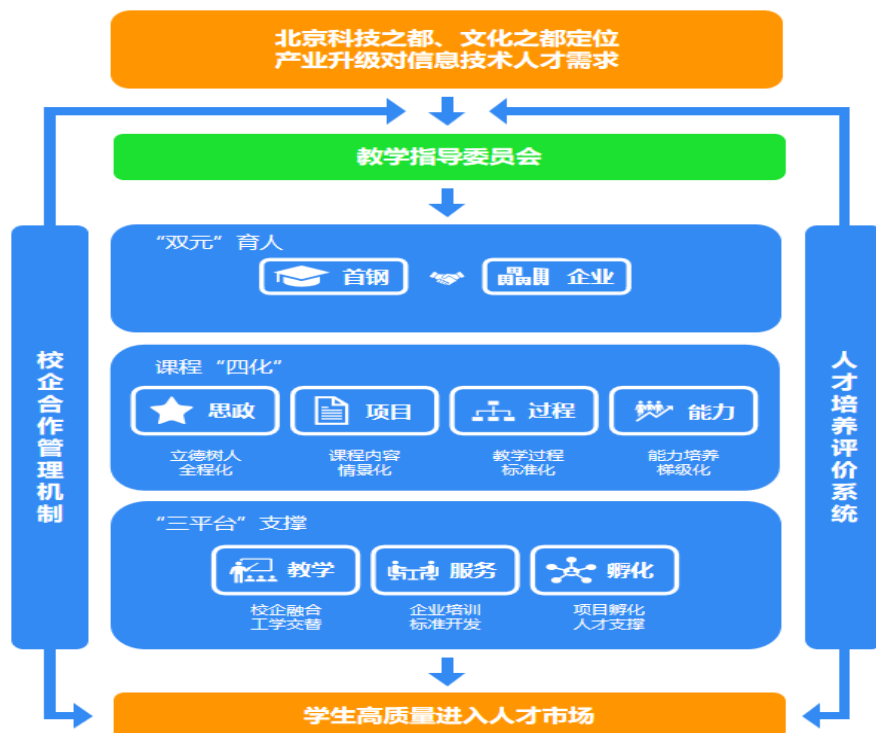 北京科技之都、文化之都定位
产业升级对信息技术人才需求
教学指导委员会
校企合作管理机制
“双元”育人
首钢
企业
课程“四化”
思政
项目
过程
能力
立德树人
全程化
课程内容
情景化
教学过程
标准化
能力培养
梯级化
“三平台”支撑
教学
服务
孵化
校企融合
工学交替
企业培训
标准开发
项目孵化
人才支撑
人才培养评价系统
学生高质量进入人才市场